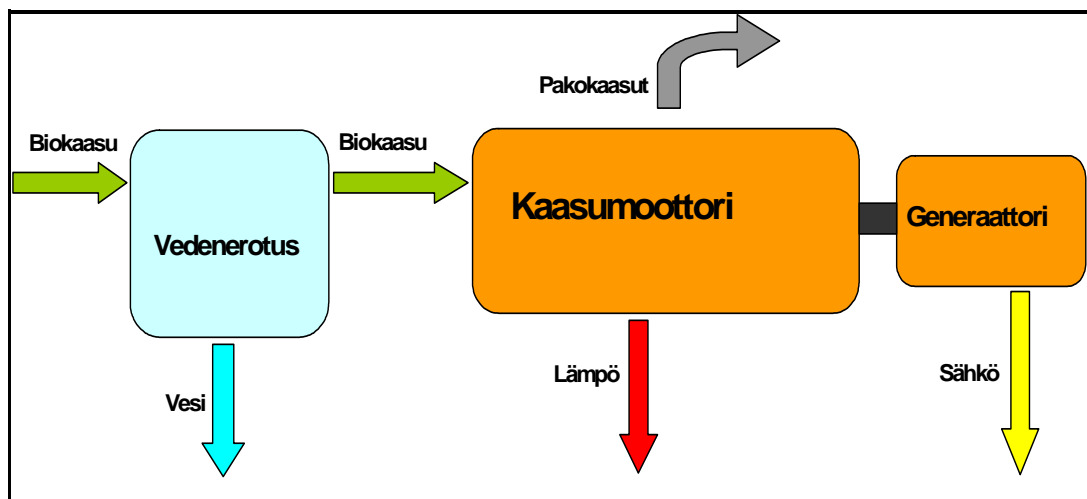 Pakokaasut
Biokaasu
Biokaasu
Kaasumoottori
Generaattori
Vedenerotus
Lämpö
Sähkö
Vesi